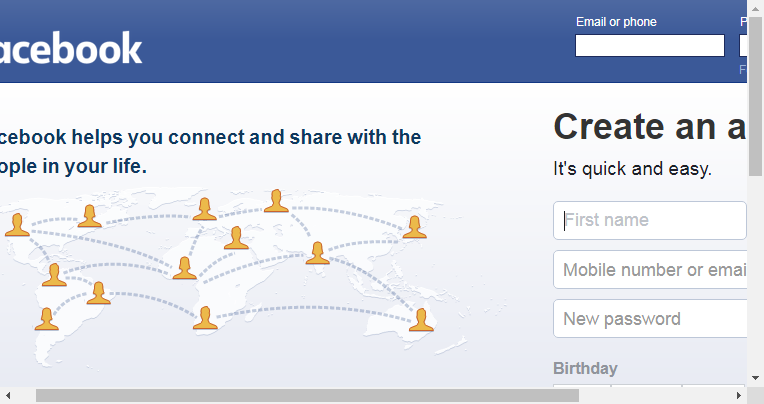 acebook
Email or phone
P
F
cebook helps you connect and share with the
ople in your life.
Create an a
It's quick and easy.
First name
Mobile number or emai
New password
Birthday